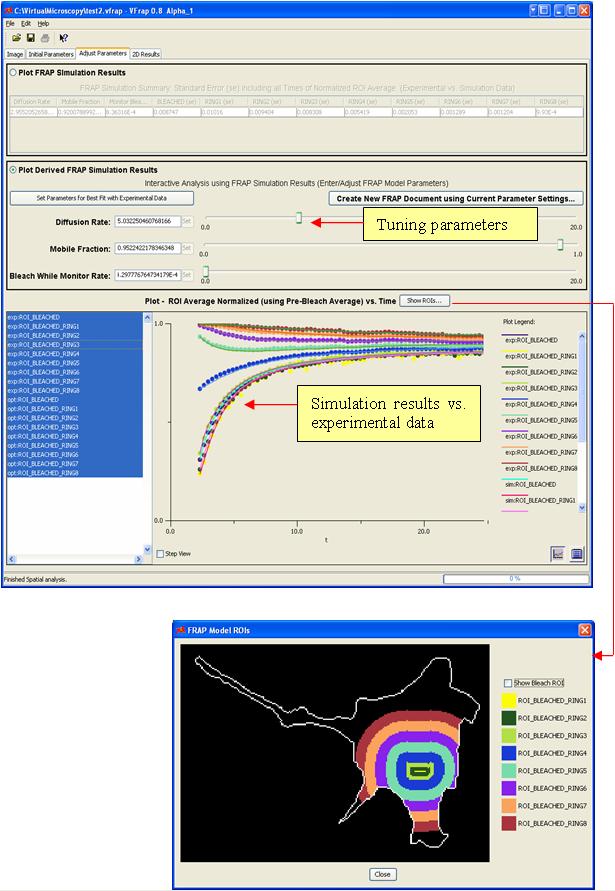 C:\VirtualMicroscopy\test2.vfrap - VFrap 0.8 Alpha_1
File Edit Help
Image Initial Parameters Adjust Parameters 2D Results
Plot FRAP Simulation Results
FRAP Simulation Summary: Standard Error (se) including all Times of Normalized ROI Average. (Experimental vs. Simulation Data)
Diffusion Rate Mobile Fraction Monitor Blea... BLEACHED (se) RING1 (se) RING2 (se) RING3 (se) RING4 (se) RING5 (se) RING6 (se) RING7 (se) RING8 (se)
2.9552052658... 0.9200788992... 8.36316E-4 0.008747 0.01016 0.009404 0.008308 0.005419 0.002053 0.001289 0.001204 9.93E-4
Plot Derived FRAP Simulation Results
Interactive Analysis using FRAP Simulation Results (Enter/Adjust FRAP Model Parameters)
Set Parameters for Best Fit with Experimental Data
Create New FRAP Document using Current Parameter Settings...
Diffusion Rate: 5.032250460768166 Set
0.0 20.0
Tuning parameters
Mobile Fraction: 0.9522422178346348 Set
0.0 1.0
Bleach While Monitor Rate: 4.297776764734179E-4 Set
0.0 20.0
Plot - ROI Average Normalized (using Pre-Bleach Average) vs. Time Show ROIs...
exp:ROI_BLEACHED
exp:ROI_BLEACHED_RING1
exp:ROI_BLEACHED_RING2
exp:ROI_BLEACHED_RING3
exp:ROI_BLEACHED_RING4
exp:ROI_BLEACHED_RING5
exp:ROI_BLEACHED_RING6
exp:ROI_BLEACHED_RING7
exp:ROI_BLEACHED_RING8
opt:ROI_BLEACHED
opt:ROI_BLEACHED_RING1
opt:ROI_BLEACHED_RING2
opt:ROI_BLEACHED_RING3
opt:ROI_BLEACHED_RING4
opt:ROI_BLEACHED_RING5
opt:ROI_BLEACHED_RING6
opt:ROI_BLEACHED_RING7
opt:ROI_BLEACHED_RING8
1.0
0.0
0.0 10.0 20.0
t
Simulation results vs.
experimental data
Step View
Plot Legend:
exp:ROI_BLEACHED
exp:ROI_BLEACHED_RING1
exp:ROI_BLEACHED_RING2
exp:ROI_BLEACHED_RING3
exp:ROI_BLEACHED_RING4
exp:ROI_BLEACHED_RING5
exp:ROI_BLEACHED_RING6
exp:ROI_BLEACHED_RING7
exp:ROI_BLEACHED_RING8
sim:ROI_BLEACHED
sim:ROI_BLEACHED_RING1
Finished Spatial analysis.
0 %
FRAP Model ROIs
Show Bleach ROI
ROI_BLEACHED_RING1
ROI_BLEACHED_RING2
ROI_BLEACHED_RING3
ROI_BLEACHED_RING4
ROI_BLEACHED_RING5
ROI_BLEACHED_RING6
ROI_BLEACHED_RING7
ROI_BLEACHED_RING8
Close